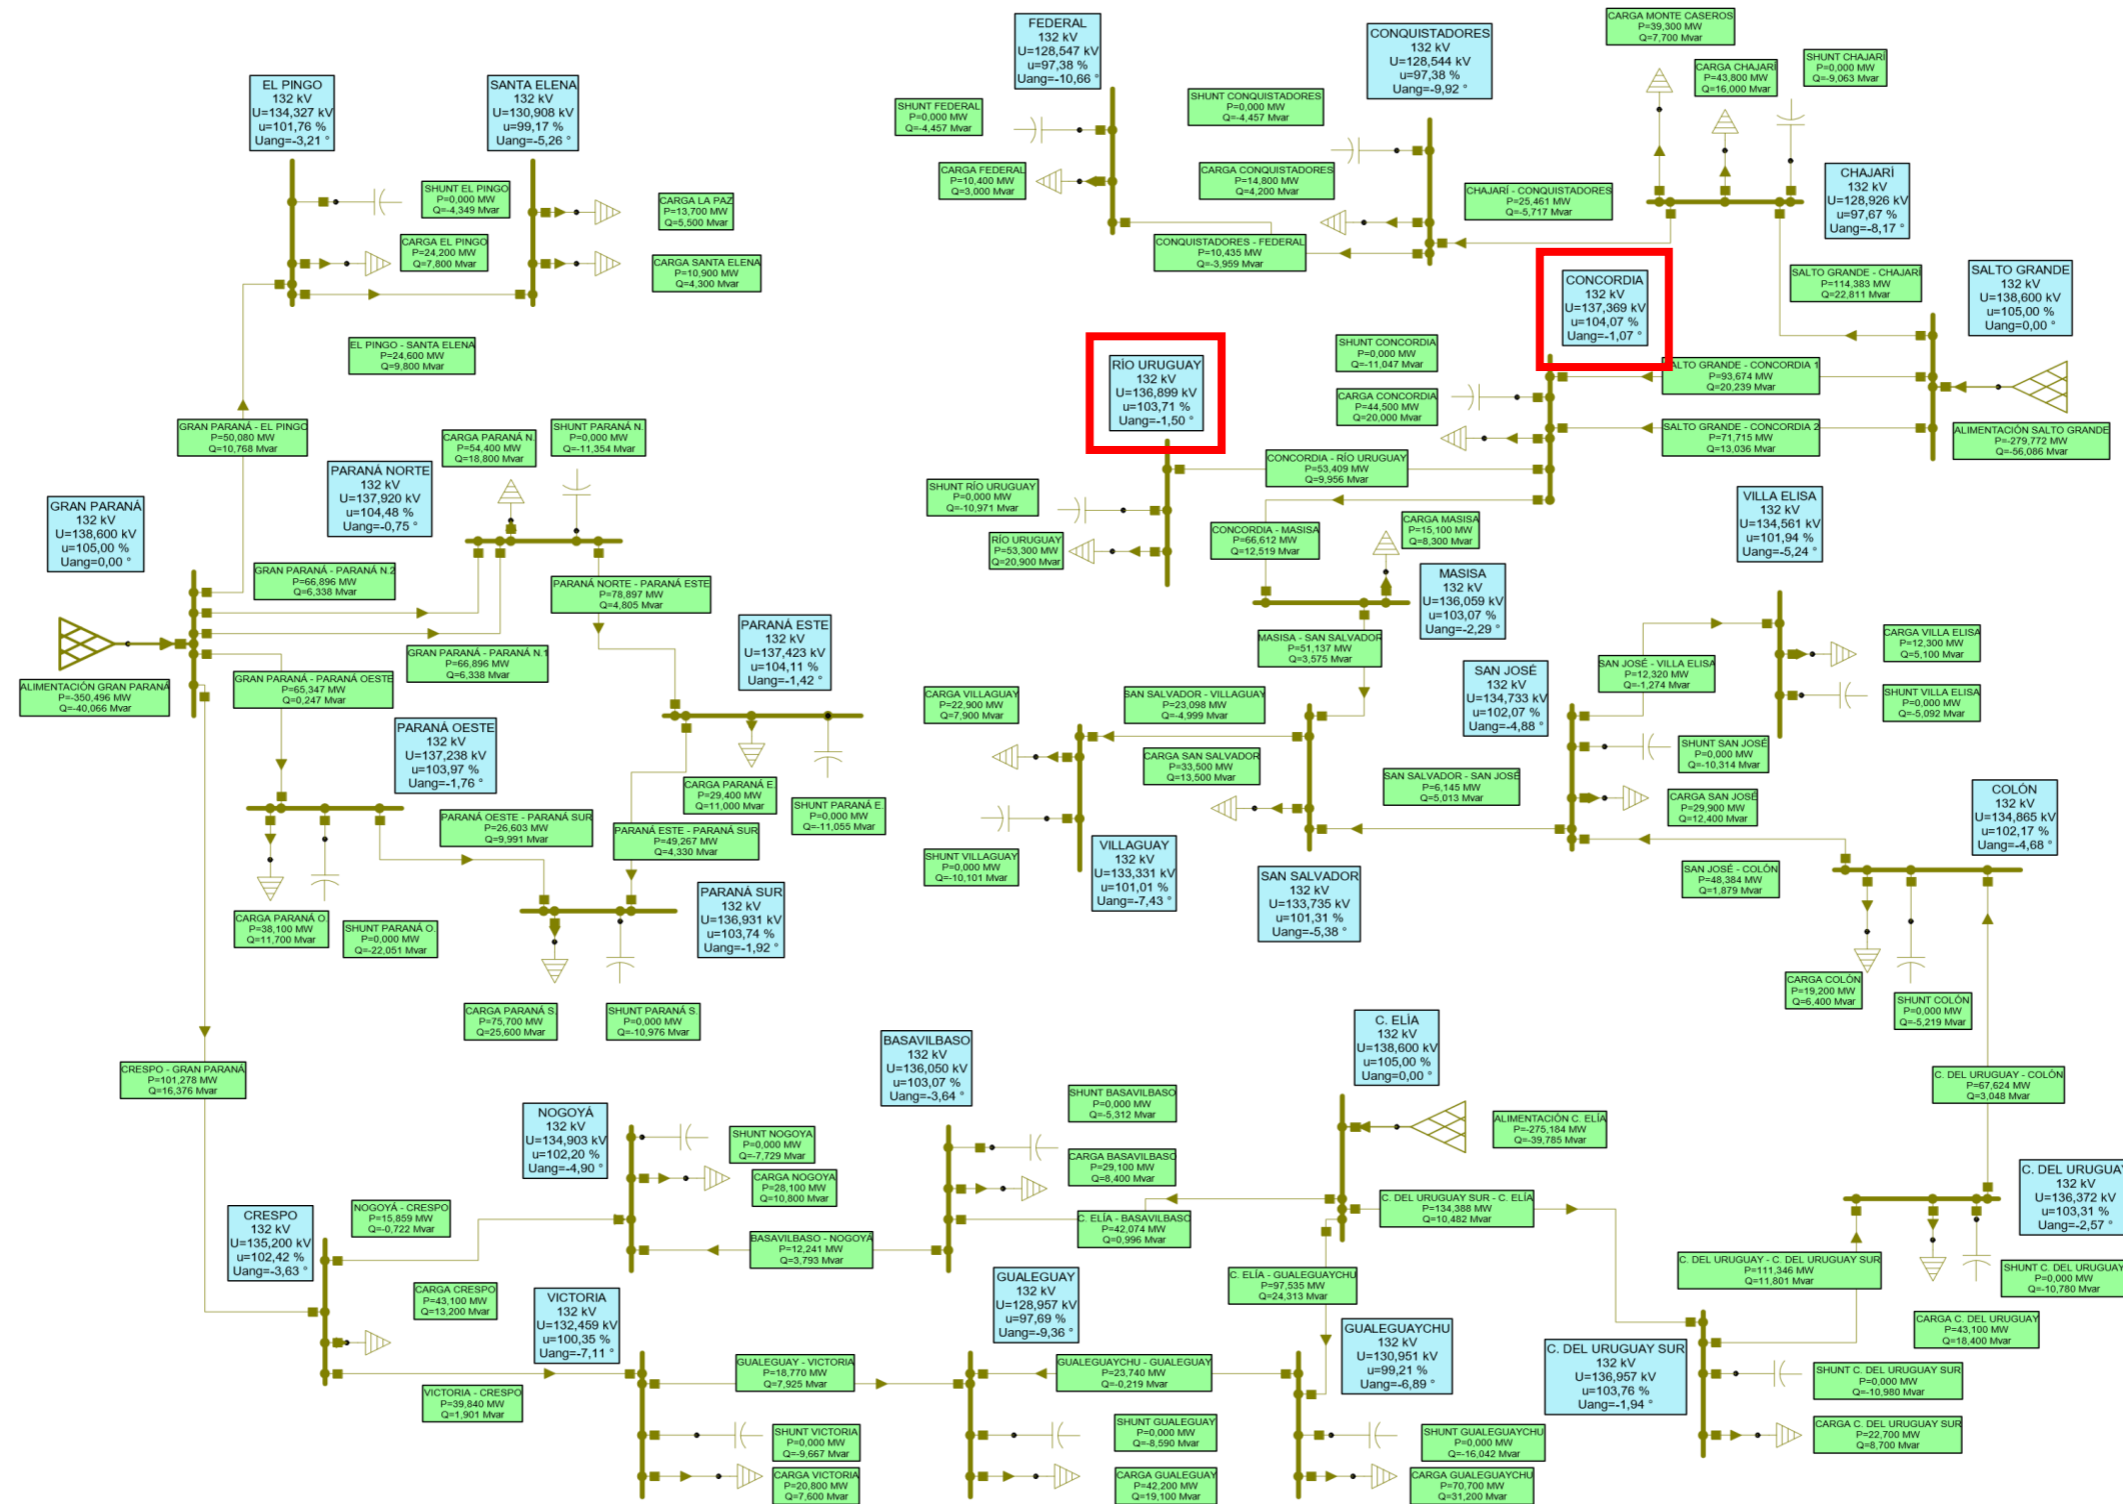 FEDERAL
132 kV
U=128,547 kV
u=97,38 %
Uang=-10,66 °
CONQUISTADORES
132 kV
U=128,544 kV
u=97,38 %
Uang=-9,92 °
CARGA MONTE CASEROS
P=39,300 MW
Q=7,700 Mvar
CARGA CHAJARÍ
P=43,800 MW
Q=16,000 Mvar
SHUNT CHAJARÍ
P=0,000 MW
Q=-9,063 Mvar
EL PINGO
132 kV
U=134,327 kV
u=101,76 %
Uang=-3,21 °
SANTA ELENA
132 kV
U=130,908 kV
u=99,17 %
Uang=-5,26 °
SHUNT FEDERAL
P=0,000 MW
Q=-4,457 Mvar
SHUNT CONQUISTADORES
P=0,000 MW
Q=-4,457 Mvar
CARGA FEDERAL
P=10,400 MW
Q=3,000 Mvar
CARGA CONQUISTADORES
P=14,800 MW
Q=4,200 Mvar
CHAJARÍ - CONQUISTADORES
P=25,461 MW
Q=-5,717 Mvar
CHAJARÍ
132 kV
U=128,926 kV
u=97,67 %
Uang=-8,17 °
SHUNT EL PINGO
P=0,000 MW
Q=-4,349 Mvar
CARGA LA PAZ
P=13,700 MW
Q=5,500 Mvar
CARGA EL PINGO
P=24,200 MW
Q=7,800 Mvar
CARGA SANTA ELENA
P=10,900 MW
Q=4,300 Mvar
CONQUISTADORES - FEDERAL
P=10,435 MW
Q=-3,959 Mvar
CONCORDIA
132 kV
U=137,369 kV
u=104,07 %
Uang=-1,07 °
SALTO GRANDE - CHAJARÍ
P=114,383 MW
Q=22,811 Mvar
SALTO GRANDE
132 kV
U=138,600 kV
u=105,00 %
Uang=0,00 °
EL PINGO - SANTA ELENA
P=24,600 MW
Q=9,800 Mvar
RÍO URUGUAY
132 kV
U=136,899 kV
u=103,71 %
Uang=-1,50 °
SHUNT CONCORDIA
P=0,000 MW
Q=-11,047 Mvar
CARGA CONCORDIA
P=44,500 MW
Q=20,000 Mvar
SALTO GRANDE - CONCORDIA 1
P=93,674 MW
Q=20,239 Mvar
SALTO GRANDE - CONCORDIA 2
P=71,715 MW
Q=13,036 Mvar
ALIMENTACIÓN SALTO GRANDE
P=-279,772 MW
Q=-56,086 Mvar
GRAN PARANÁ - EL PINGO
P=50,080 MW
Q=10,768 Mvar
CARGA PARANÁ N.
P=54,400 MW
Q=18,800 Mvar
SHUNT PARANÁ N.
P=0,000 MW
Q=-11,354 Mvar
PARANÁ NORTE
132 kV
U=137,920 kV
u=104,48 %
Uang=-0,75 °
CONCORDIA - RÍO URUGUAY
P=53,409 MW
Q=9,956 Mvar
SHUNT RÍO URUGUAY
P=0,000 MW
Q=-10,971 Mvar
RÍO URUGUAY
P=53,300 MW
Q=20,900 Mvar
CONCORDIA - MASISA
P=66,612 MW
Q=12,519 Mvar
CARGA MASISA
P=15,100 MW
Q=8,300 Mvar
VILLA ELISA
132 kV
U=134,561 kV
u=101,94 %
Uang=-5,24 °
GRAN PARANÁ
132 kV
U=138,600 kV
u=105,00 %
Uang=0,00 °
GRAN PARANÁ - PARANÁ N.2
P=66,896 MW
Q=6,338 Mvar
PARANÁ NORTE - PARANÁ ESTE
P=78,897 MW
Q=4,805 Mvar
MASISA
132 kV
U=136,059 kV
u=103,07 %
Uang=-2,29 °
GRAN PARANÁ - PARANÁ N.1
P=66,896 MW
Q=6,338 Mvar
PARANÁ ESTE
132 kV
U=137,423 kV
u=104,11 %
Uang=-1,42 °
MASISA - SAN SALVADOR
P=51,137 MW
Q=3,575 Mvar
CARGA VILLA ELISA
P=12,300 MW
Q=5,100 Mvar
ALIMENTACIÓN GRAN PARANÁ
P=-350,496 MW
Q=-40,066 Mvar
GRAN PARANÁ - PARANÁ OESTE
P=65,347 MW
Q=0,247 Mvar
CARGA VILLAGUAY
P=22,900 MW
Q=7,900 Mvar
SAN SALVADOR - VILLAGUAY
P=23,098 MW
Q=-4,999 Mvar
SAN JOSÉ
132 kV
U=134,733 kV
u=102,07 %
Uang=-4,88 °
SAN JOSÉ - VILLA ELISA
P=12,320 MW
Q=-1,274 Mvar
SHUNT VILLA ELISA
P=0,000 MW
Q=-5,092 Mvar
PARANÁ OESTE
132 kV
U=137,238 kV
u=103,97 %
Uang=-1,76 °
CARGA PARANÁ E.
P=29,400 MW
Q=11,000 Mvar
SHUNT PARANÁ E.
P=0,000 MW
Q=-11,055 Mvar
CARGA SAN SALVADOR
P=33,500 MW
Q=13,500 Mvar
SAN SALVADOR - SAN JOSÉ
P=6,145 MW
Q=5,013 Mvar
SHUNT SAN JOSÉ
P=0,000 MW
Q=-10,314 Mvar
CARGA SAN JOSÉ
P=29,900 MW
Q=12,400 Mvar
COLÓN
132 kV
U=134,865 kV
u=102,17 %
Uang=-4,68 °
PARANÁ OESTE - PARANÁ SUR
P=26,603 MW
Q=9,991 Mvar
PARANÁ ESTE - PARANÁ SUR
P=49,267 MW
Q=4,330 Mvar
SHUNT VILLAGUAY
P=0,000 MW
Q=-10,101 Mvar
VILLAGUAY
132 kV
U=133,331 kV
u=101,01 %
Uang=-7,43 °
SAN SALVADOR
132 kV
U=133,735 kV
u=101,31 %
Uang=-5,38 °
SAN JOSÉ - COLÓN
P=48,384 MW
Q=1,879 Mvar
CARGA PARANÁ O.
P=38,100 MW
Q=11,700 Mvar
SHUNT PARANÁ O.
P=0,000 MW
Q=-22,051 Mvar
PARANÁ SUR
132 kV
U=136,931 kV
u=103,74 %
Uang=-1,92 °
CARGA COLÓN
P=19,200 MW
Q=6,400 Mvar
SHUNT COLÓN
P=0,000 MW
Q=-5,219 Mvar
CARGA PARANÁ S.
P=75,700 MW
Q=25,600 Mvar
SHUNT PARANÁ S.
P=0,000 MW
Q=-10,976 Mvar
BASAVILBASO
132 kV
U=136,050 kV
u=103,07 %
Uang=-3,64 °
C. ELÍA
132 kV
U=138,600 kV
u=105,00 %
Uang=0,00 °
CRESPO - GRAN PARANÁ
P=101,278 MW
Q=16,376 Mvar
C. DEL URUGUAY - COLÓN
P=67,624 MW
Q=3,048 Mvar
NOGOYÁ
132 kV
U=134,903 kV
u=102,20 %
Uang=-4,90 °
SHUNT BASAVILBASO
P=0,000 MW
Q=-5,312 Mvar
ALIMENTACIÓN C. ELÍA
P=-275,184 MW
Q=-39,785 Mvar
SHUNT NOGOYA
P=0,000 MW
Q=-7,729 Mvar
CARGA NOGOYA
P=28,100 MW
Q=10,800 Mvar
CARGA BASAVILBASO
P=29,100 MW
Q=8,400 Mvar
C. DEL URUGUAY
132 kV
U=136,372 kV
u=103,31 %
Uang=-2,57 °
CRESPO
132 kV
U=135,200 kV
u=102,42 %
Uang=-3,63 °
NOGOYÁ - CRESPO
P=15,859 MW
Q=-0,722 Mvar
BASAVILBASO - NOGOYÁ
P=12,241 MW
Q=3,793 Mvar
C. ELÍA - BASAVILBASO
P=42,074 MW
Q=0,996 Mvar
C. DEL URUGUAY SUR - C. ELÍA
P=134,388 MW
Q=10,482 Mvar
C. DEL URUGUAY - C. DEL URUGUAY SUR
P=111,346 MW
Q=11,801 Mvar
SHUNT C. DEL URUGUAY
P=0,000 MW
Q=-10,780 Mvar
CARGA CRESPO
P=43,100 MW
Q=13,200 Mvar
VICTORIA
132 kV
U=132,459 kV
u=100,35 %
Uang=-7,11 °
GUALEGUAY
132 kV
U=128,957 kV
u=97,69 %
Uang=-9,36 °
C. ELÍA - GUALEGUAYCHU
P=97,535 MW
Q=24,313 Mvar
GUALEGUAYCHU
132 kV
U=130,951 kV
u=99,21 %
Uang=-6,89 °
C. DEL URUGUAY SUR
132 kV
U=136,957 kV
u=103,76 %
Uang=-1,94 °
CARGA C. DEL URUGUAY
P=43,100 MW
Q=18,400 Mvar
VICTORIA - CRESPO
P=39,840 MW
Q=1,901 Mvar
GUALEGUAY - VICTORIA
P=18,770 MW
Q=7,925 Mvar
GUALEGUAYCHU - GUALEGUAY
P=23,740 MW
Q=-0,219 Mvar
SHUNT C. DEL URUGUAY SUR
P=0,000 MW
Q=-10,980 Mvar
SHUNT VICTORIA
P=0,000 MW
Q=-9,667 Mvar
SHUNT GUALEGUAY
P=0,000 MW
Q=-8,590 Mvar
SHUNT GUALEGUAYCHU
P=0,000 MW
Q=-16,042 Mvar
CARGA C. DEL URUGUAY SUR
P=22,700 MW
Q=8,700 Mvar
CARGA VICTORIA
P=20,800 MW
Q=7,600 Mvar
CARGA GUALEGUAY
P=42,200 MW
Q=19,100 Mvar
CARGA GUALEGUAYCHU
P=70,700 MW
Q=31,200 Mvar